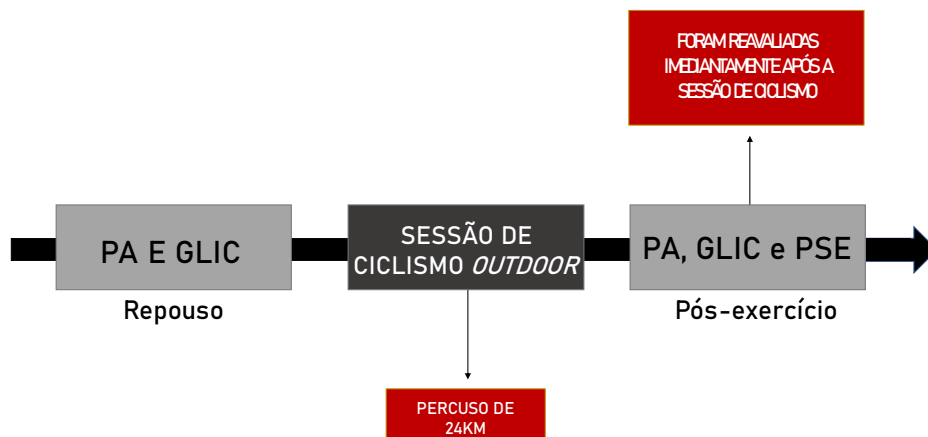 FORAM REAVALIADAS
IMEDIANTAMENTE APÓS A
SESSÃO DE CICLISMO
PA E GLIC
SESSÃO DE
CICLISMO OUTDOOR
PA, GLIC e PSE
Repouso
Pós-exercício
PERCUSO DE
24KM